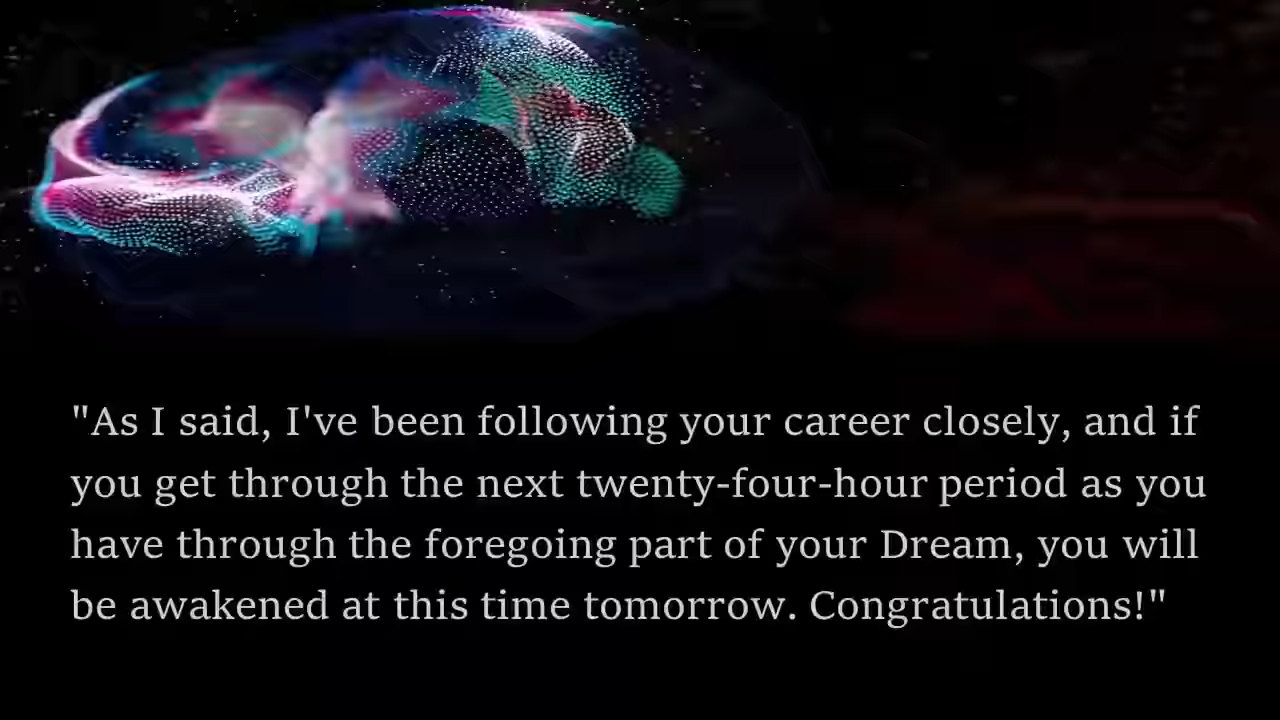 "As I said, I've been following your career closely, and if
you get through the next twenty-four-hour period as you
have through the foregoing part of your Dream, you will
be awakened at this time tomorrow. Congratulations!"